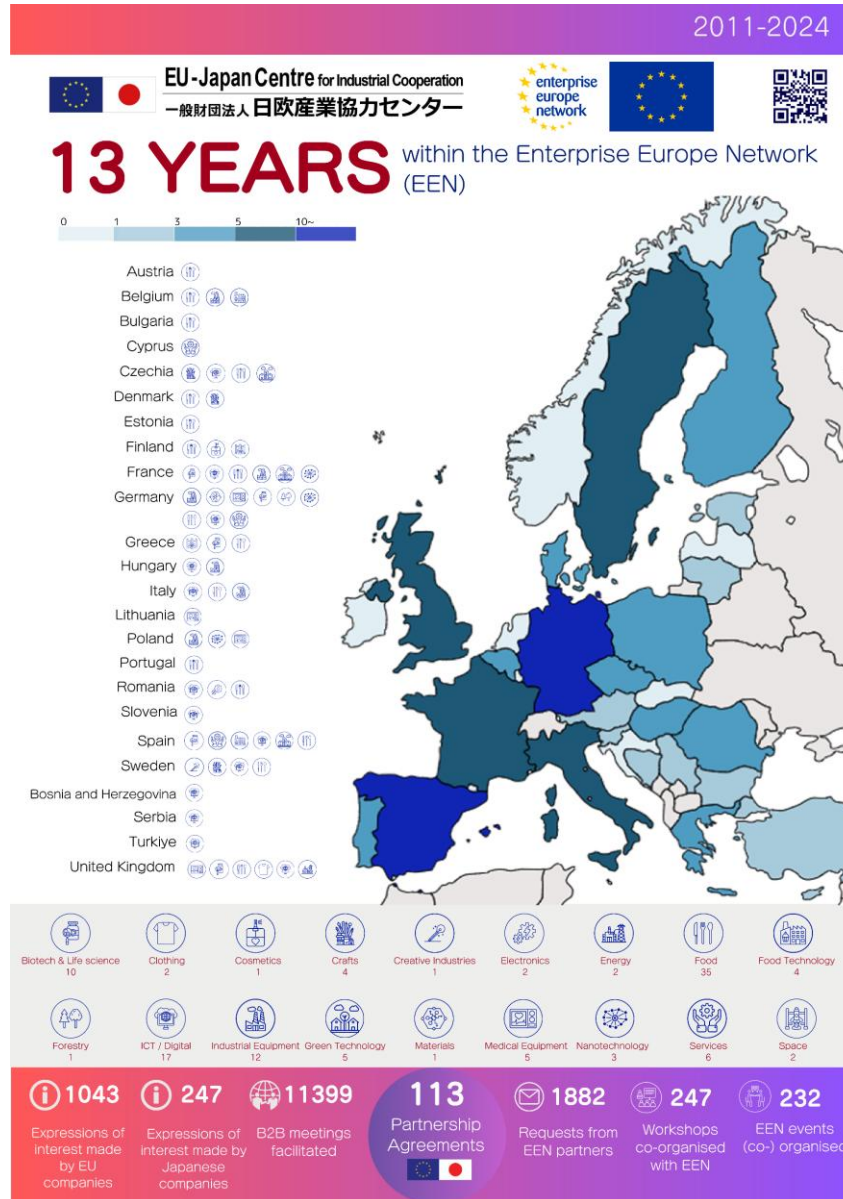 2011-2024
EU-Japan Centre for Industrial Cooperation
一般財団法人 日欧産業協力センター
enterprise
europe
network
13 YEARS within the Enterprise Europe Network
(EEN)
0 1 3 5 10~
Austria
Belgium
Bulgaria
Cyprus
Czechia
Denmark
Estonia
Finland
France
Germany
Greece
Hungary
Italy
Lithuania
Poland
Portugal
Romania
Slovenia
Spain
Sweden
Bosnia and Herzegovina
Serbia
Turkiye
United Kingdom
Biotech & Life science Clothing Cosmetics Crafts Creative Industries Electronics Energy Food Food Technology
10 2 1 4 1 2 2 35 4
Forestry ICT / Digital Industrial Equipment Green Technology Materials Medical Equipment Nanotechnology Services Space
1 17 12 5 1 5 3 6 2
1043
Expressions of
interest made
by EU
companies
247
Expressions of
interest made by
Japanese
companies
11399
B2B meetings
facilitated
113
Partnership
Agreements
1882
Requests from
EEN partners
247
Workshops
co-organised
with EEN
232
EEN events
(co-) organised